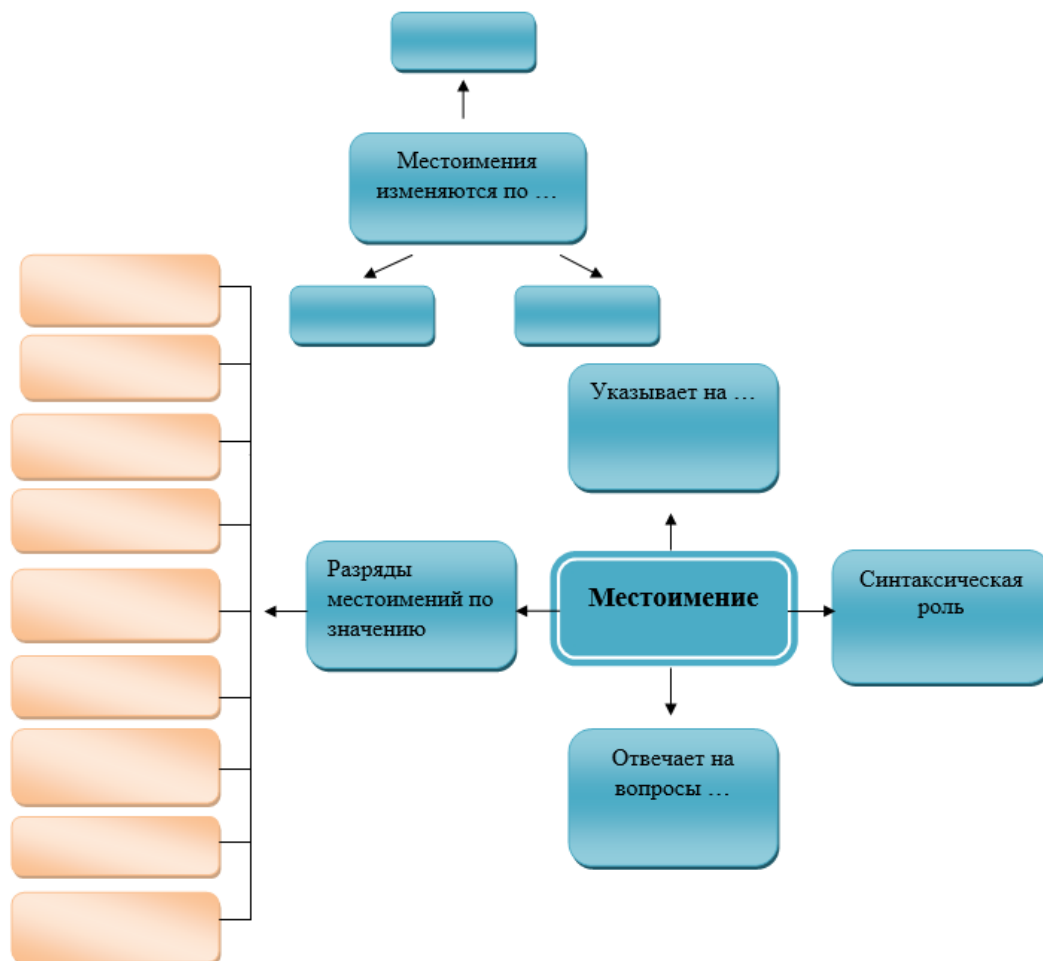 Местоимения
изменяются по …
Указывает на …
Разряды
местоимений по
значению
Местоимение
Синтаксическая
роль
Отвечает на
вопросы …